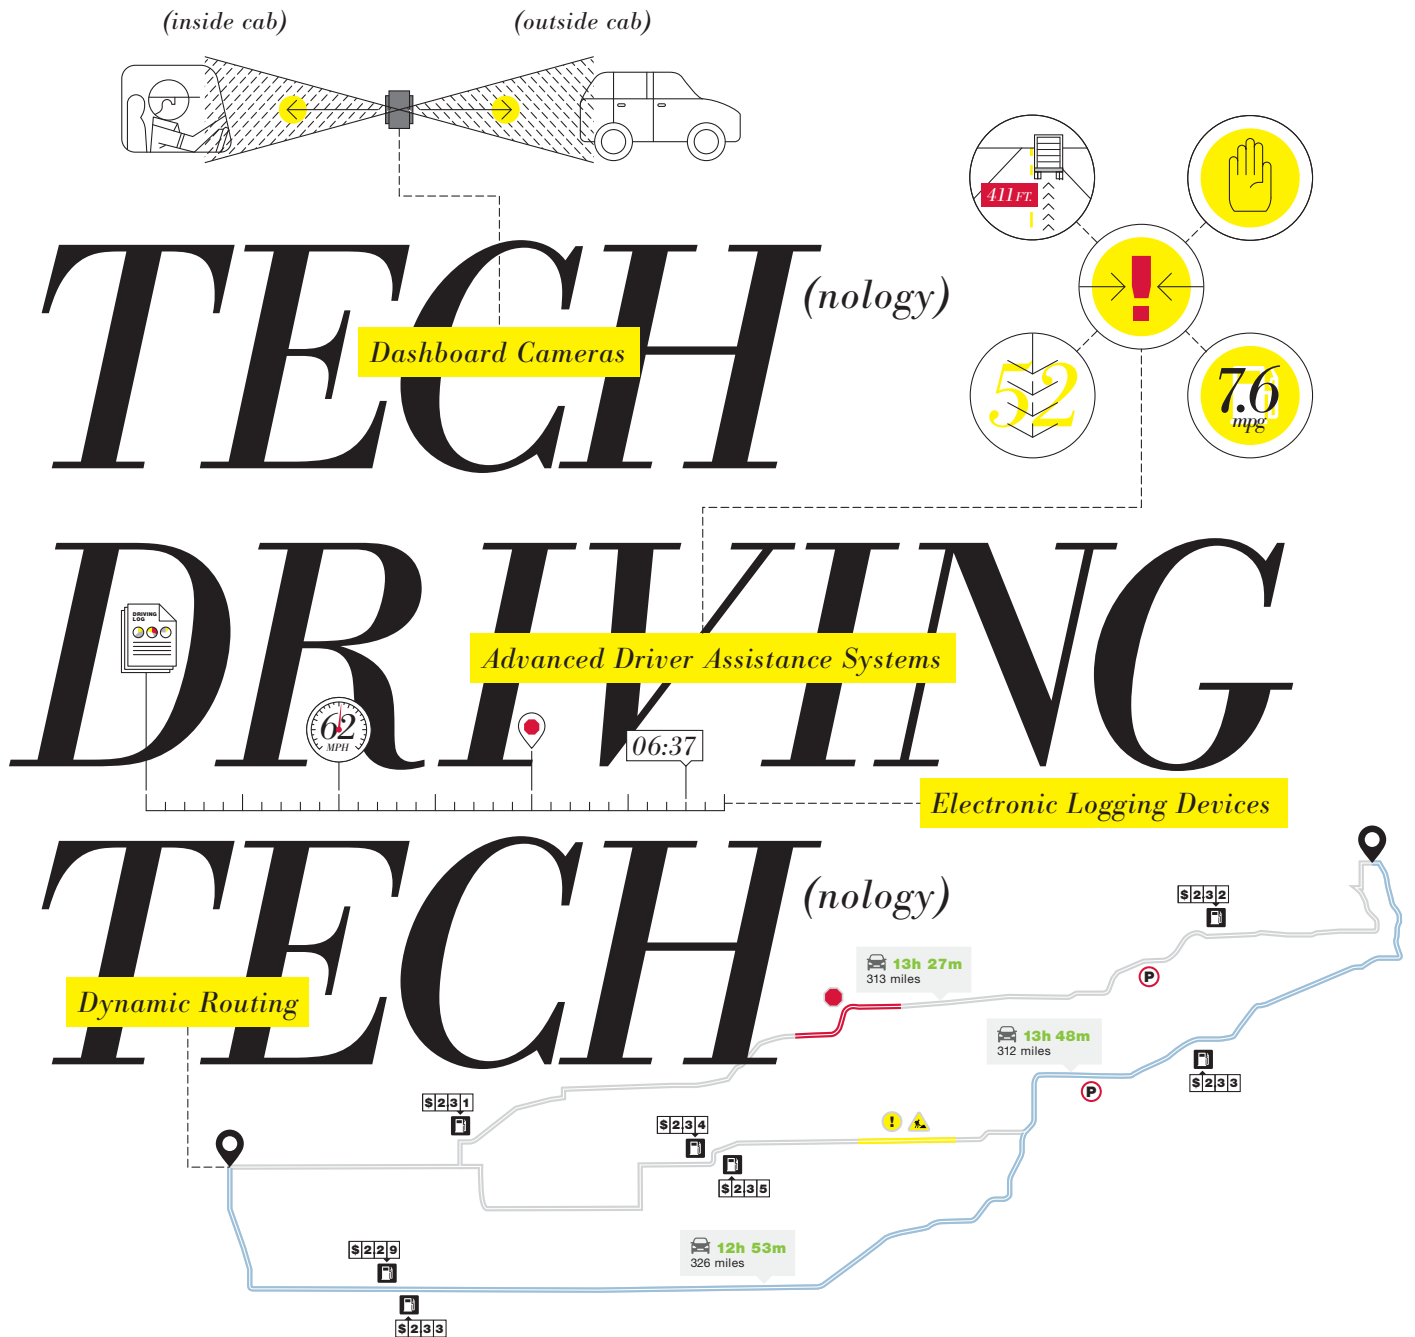 (inside cab)
(outside cab)
411 FT.
!
TECH
(nology)
Dashboard Cameras
52
7.6
mpg
DRIVING
DRIVING
LOG
Advanced Driver Assistance Systems
62
MPH
06:37
Electronic Logging Devices
TECH
(nology)
$232
13h 27m
313 miles
P
Dynamic Routing
13h 48m
312 miles
$233
P
$231
$234
!
$235
12h 53m
326 miles
$229
$233